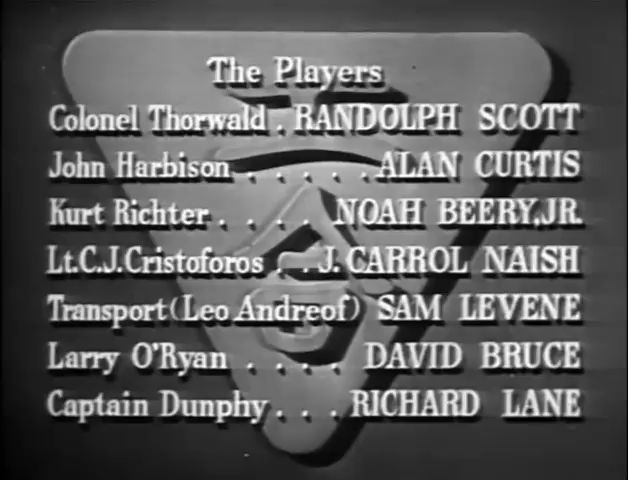 The Players
Colonel Thorwald . RANDOLPH SCOTT
John Harbison . . . . . . ALAN CURTIS
Kurt Richter . . . . NOAH BEERY, JR.
Lt. C.J. Cristoforos . . J. CARROL NAISH
Transport (Leo Andreof) SAM LEVENE
Larry O'Ryan . . . . DAVID BRUCE
Captain Dunphy . . . RICHARD LANE